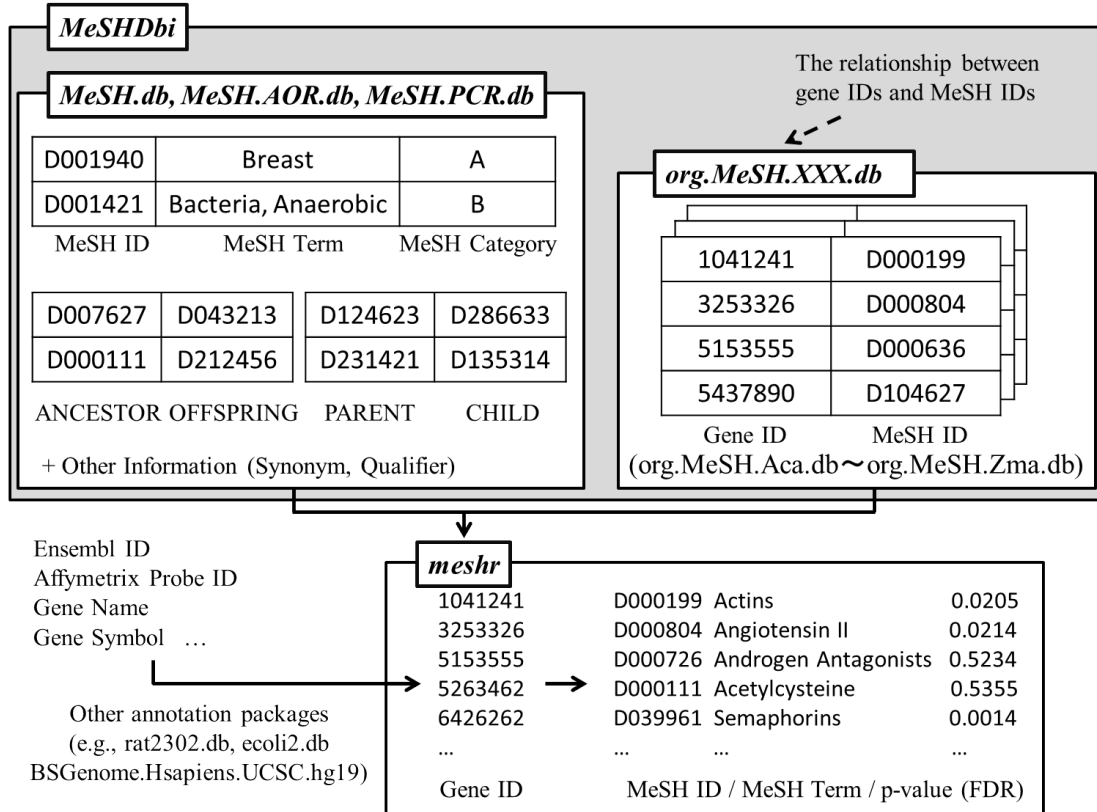 MeSHDbi
MeSH.db, MeSH.AOR.db, MeSH.PCR.db
D001940 Breast A
D001421 Bacteria, Anaerobic B
MeSH ID MeSH Term MeSH Category
D007627 D043213 D124623 D286633
D000111 D212456 D231421 D135314
ANCESTOR OFFSPRING PARENT CHILD
+ Other Information (Synonym, Qualifier)
The relationship between
gene IDs and MeSH IDs
org.MeSH.XXX.db
1041241 D000199
3253326 D000804
5153555 D000636
5437890 D104627
Gene ID MeSH ID
(org.MeSH.Aca.db～org.MeSH.Zma.db)
Ensembl ID
Affymetrix Probe ID
Gene Name
Gene Symbol …
Other annotation packages
(e.g., rat2302.db, ecoli2.db
BSGenome.Hsapiens.UCSC.hg19)
meshr
1041241 D000199 Actins 0.0205
3253326 D000804 Angiotensin II 0.0214
5153555 D000726 Androgen Antagonists 0.5234
5263462 D000111 Acetylcysteine 0.5355
6426262 D039961 Semaphorins 0.0014
… … … …
Gene ID MeSH ID / MeSH Term / p-value (FDR)